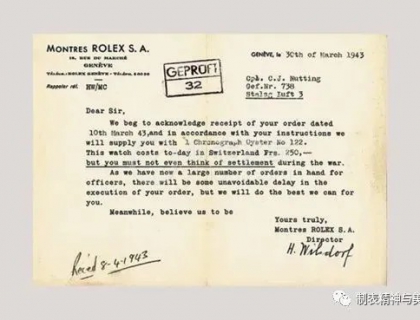 MONTRES ROLEX S.A.
18, RUE DU MARCHÉ
GENÈVE
GENÈVE, le 30th of March 1943
GEPRÜFT
32
Rappeler réf. HW/MC
Cpl. C.J. Nutting
Gef.Nr. 738
Stalag Luft 3
Dear Sir,
We beg to acknowledge receipt of your order dated
10th March 43, and in accordance with your instructions we
will supply you with 1 Chronograph Oyster No 122.
This watch costs to-day in Switzerland Frs. 250,—
but you must not even think of settlement during the war.
As we have now a large number of orders in hand for
officers, there will be some unavoidable delay in the
execution of your order, but we will do the best we can
for you.
Meanwhile, believe us to be
Yours truly,
Montres ROLEX S.A.
Director
H. Wilsdorf
Rec'd 8-4-1943
制表精神与